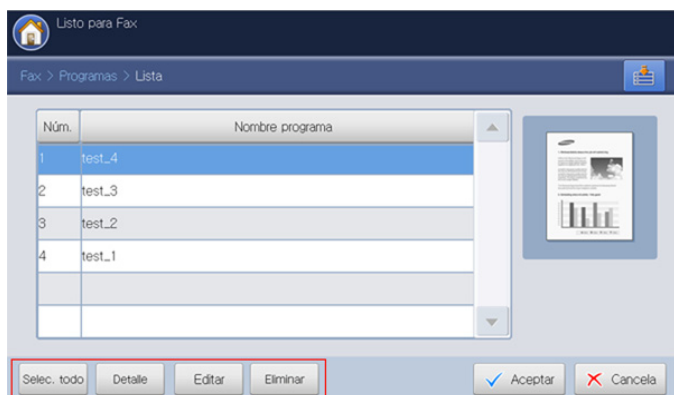 Listo para Fax
Fax > Programas > Lista
Núm. Nombre programa
1 test_4
2 test_3
3 test_2
4 test_1
Selec. todo Detalle Editar Eliminar Aceptar Cancela